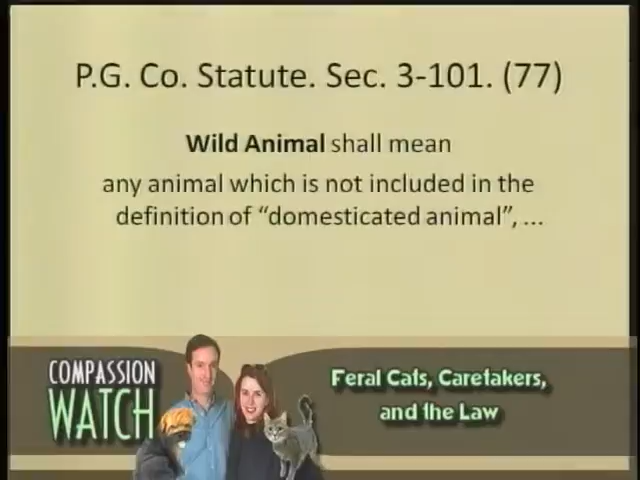 P.G. Co. Statute. Sec. 3-101. (77)
Wild Animal shall mean
any animal which is not included in the
definition of “domesticated animal”, ...
COMPASSION
WATCH
Feral Cats, Caretakers,
and the Law